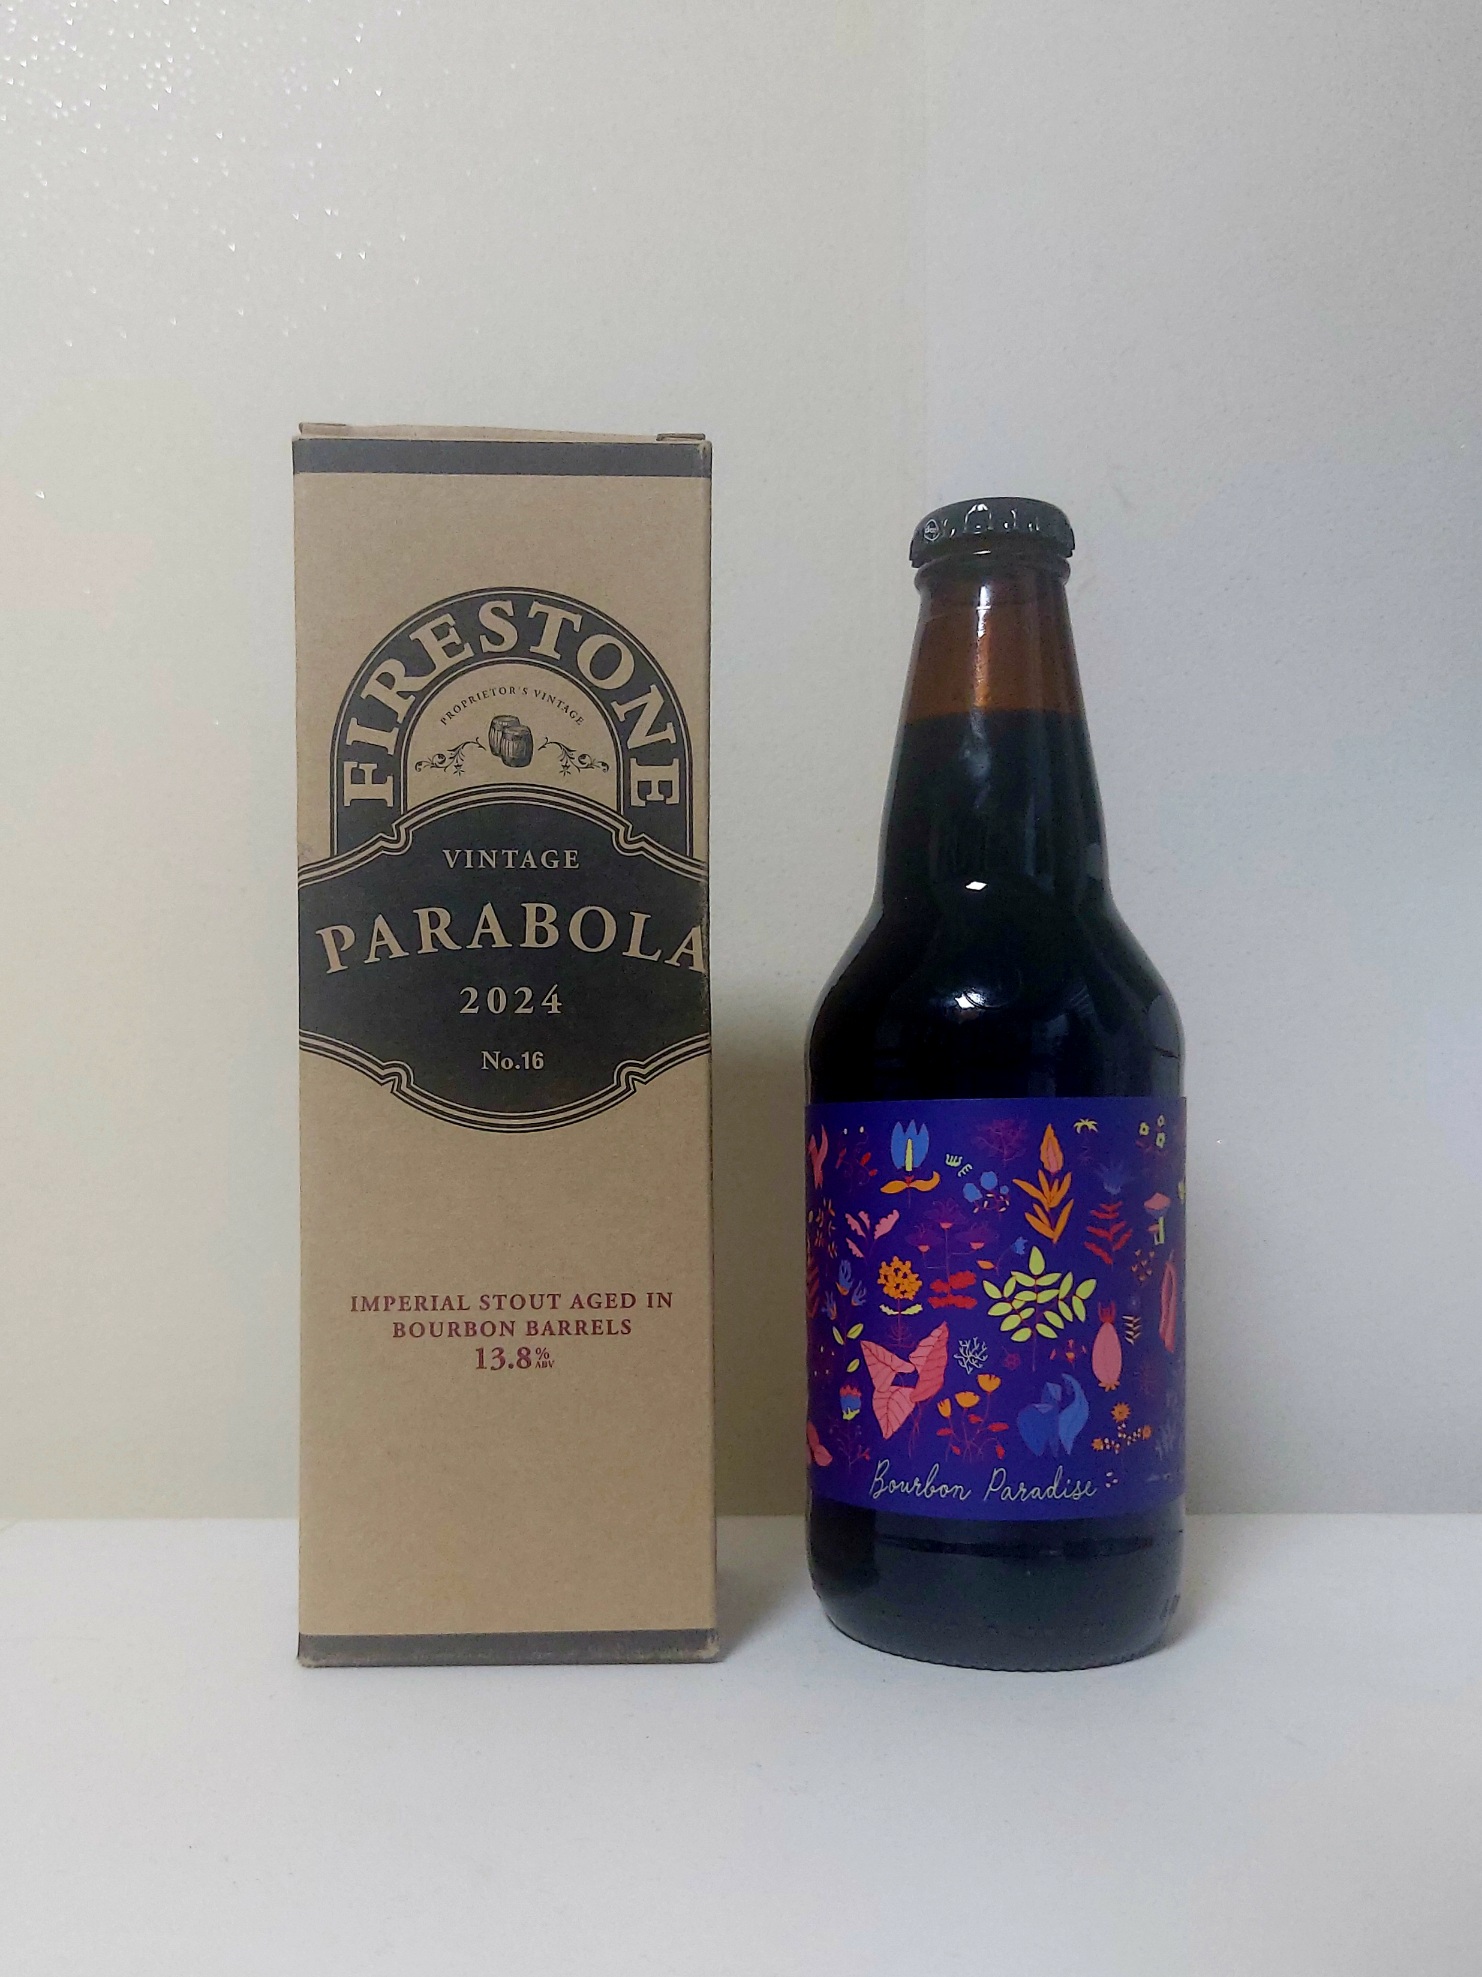 FIRESTONE
PROPRIETOR'S VINTAGE
VINTAGE
PARABOLA
2024
No.16
IMPERIAL STOUT AGED IN
BOURBON BARRELS
13.8% ABV
Bourbon Paradise